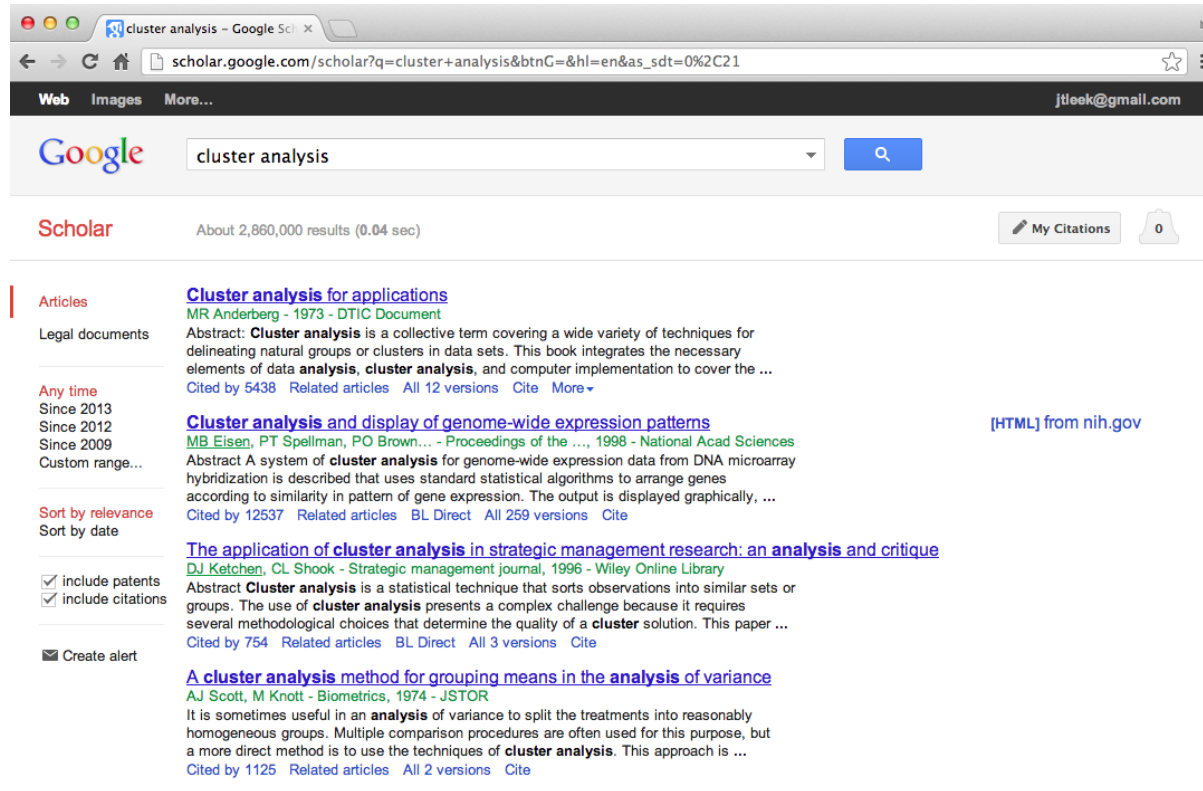 cluster analysis – Google Sch
scholar.google.com/scholar?q=cluster+analysis&btnG=&hl=en&as_sdt=0%2C21
Web Images More... jtleek@gmail.com
Google cluster analysis
Scholar About 2,860,000 results (0.04 sec) My Citations 0
Articles
Legal documents
Any time
Since 2013
Since 2012
Since 2009
Custom range...
Sort by relevance
Sort by date
include patents
include citations
Create alert
Cluster analysis for applications
MR Anderberg - 1973 - DTIC Document
Abstract: Cluster analysis is a collective term covering a wide variety of techniques for
delineating natural groups or clusters in data sets. This book integrates the necessary
elements of data analysis, cluster analysis, and computer implementation to cover the ...
Cited by 5438 Related articles All 12 versions Cite More
Cluster analysis and display of genome-wide expression patterns [HTML] from nih.gov
MB Eisen, PT Spellman, PO Brown... - Proceedings of the ..., 1998 - National Acad Sciences
Abstract A system of cluster analysis for genome-wide expression data from DNA microarray
hybridization is described that uses standard statistical algorithms to arrange genes
according to similarity in pattern of gene expression. The output is displayed graphically, ...
Cited by 12537 Related articles BL Direct All 259 versions Cite
The application of cluster analysis in strategic management research: an analysis and critique
DJ Ketchen, CL Shook - Strategic management journal, 1996 - Wiley Online Library
Abstract Cluster analysis is a statistical technique that sorts observations into similar sets or
groups. The use of cluster analysis presents a complex challenge because it requires
several methodological choices that determine the quality of a cluster solution. This paper ...
Cited by 754 Related articles BL Direct All 3 versions Cite
A cluster analysis method for grouping means in the analysis of variance
AJ Scott, M Knott - Biometrics, 1974 - JSTOR
It is sometimes useful in an analysis of variance to split the treatments into reasonably
homogeneous groups. Multiple comparison procedures are often used for this purpose, but
a more direct method is to use the techniques of cluster analysis. This approach is ...
Cited by 1125 Related articles All 2 versions Cite